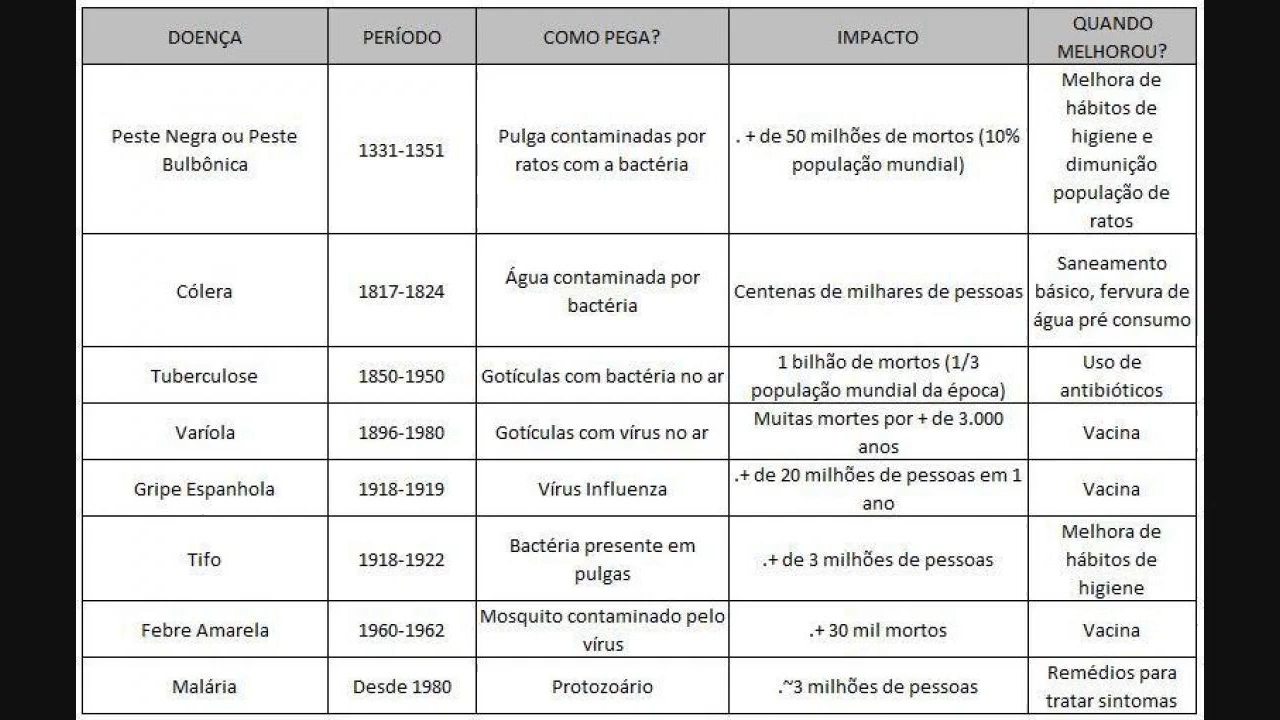 DOENÇA
PERÍODO
COMO PEGA?
IMPACTO
QUANDO
MELHOROU?
Peste Negra ou Peste
Bulbônica
1331-1351
Pulga contaminadas por
ratos com a bactéria
. + de 50 milhões de mortos (10%
população mundial)
Melhora de
hábitos de
higiene e
dimunição
população de
ratos
Cólera
1817-1824
Água contaminada por
bactéria
Centenas de milhares de pessoas
Saneamento
básico, fervura de
água pré consumo
Tuberculose
1850-1950
Gotículas com bactéria no ar
1 bilhão de mortos (1/3
população mundial da época)
Uso de
antibióticos
Varíola
1896-1980
Gotículas com vírus no ar
Muitas mortes por + de 3.000
anos
Vacina
Gripe Espanhola
1918-1919
Vírus Influenza
.+ de 20 milhões de pessoas em 1
ano
Vacina
Tifo
1918-1922
Bactéria presente em
pulgas
.+ de 3 milhões de pessoas
Melhora de
hábitos de
higiene
Febre Amarela
1960-1962
Mosquito contaminado pelo
vírus
.+ 30 mil mortos
Vacina
Malária
Desde 1980
Protozoário
.~3 milhões de pessoas
Remédios para
tratar sintomas